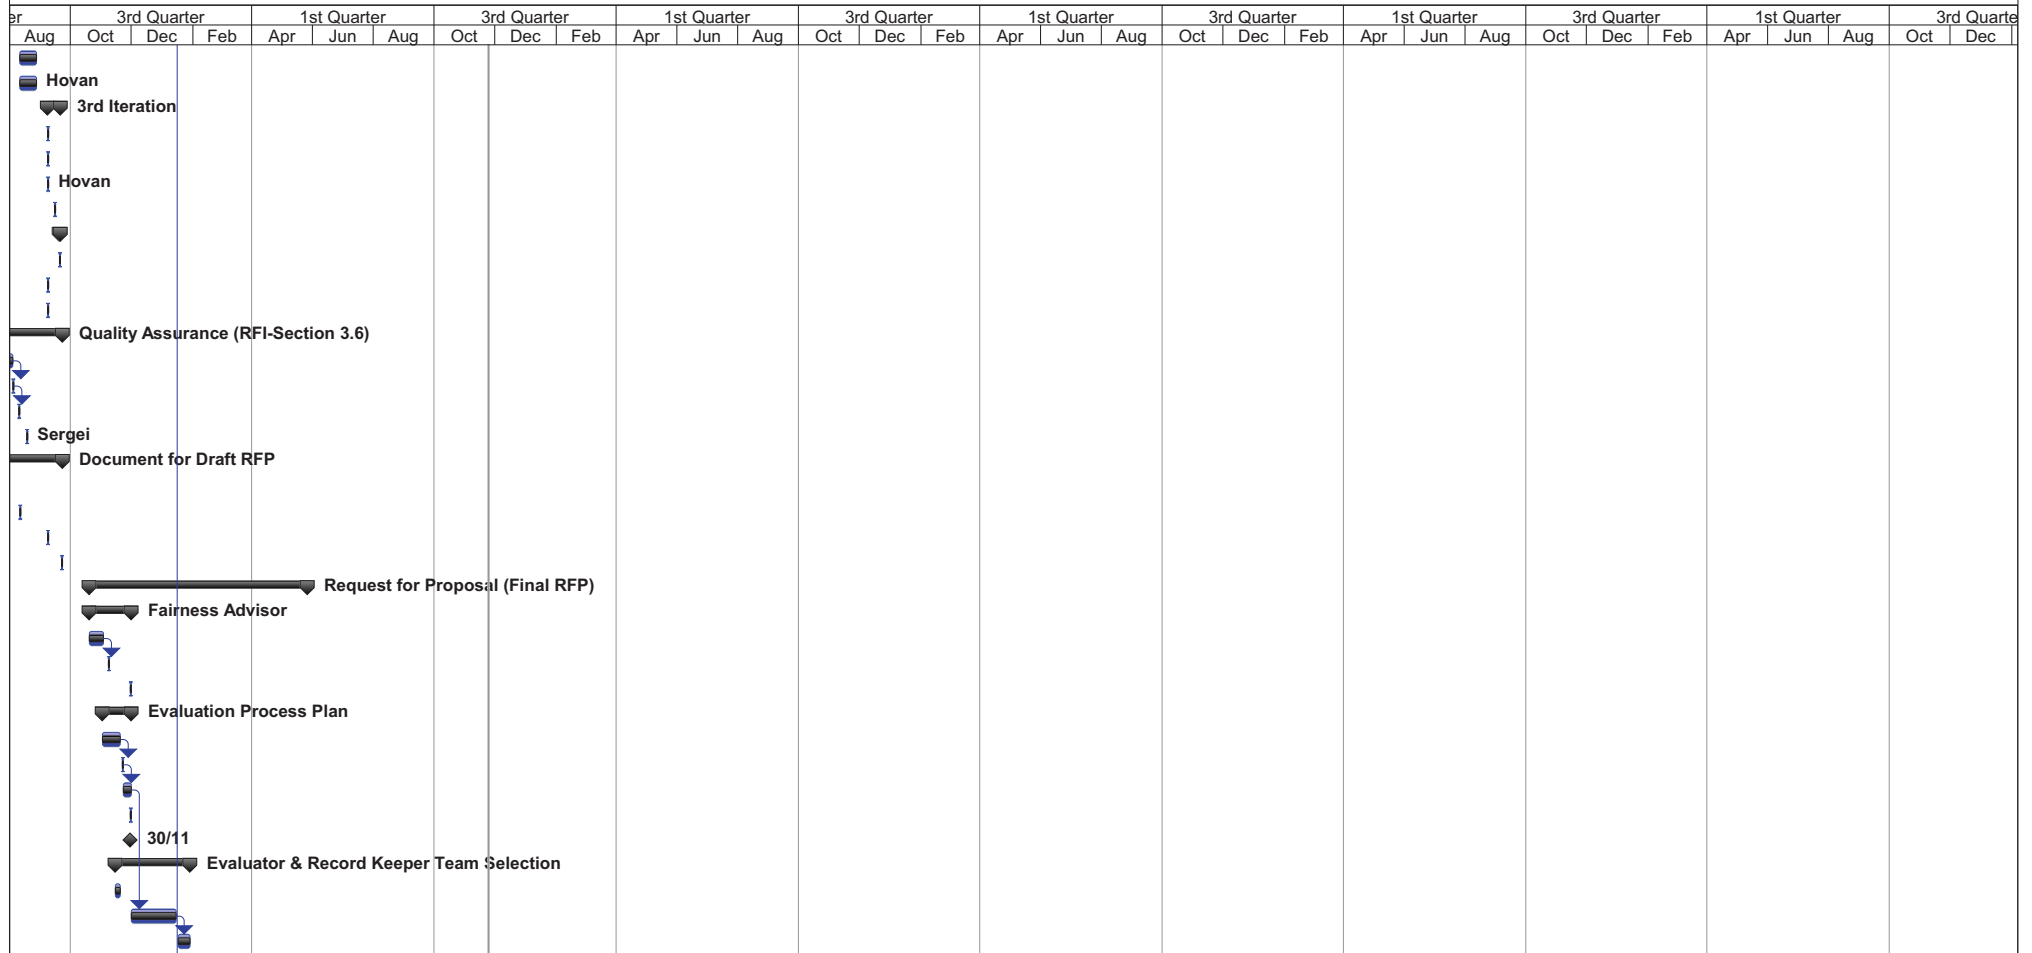 er 3rd Quarter 1st Quarter 3rd Quarter 1st Quarter 3rd Quarter 1st Quarter 3rd Quarter 1st Quarter 3rd Quarter 1st Quarter 3rd Quarte
Aug Oct Dec Feb Apr Jun Aug Oct Dec Feb Apr Jun Aug Oct Dec Feb Apr Jun Aug Oct Dec Feb Apr Jun Aug Oct Dec Feb Apr Jun Aug Oct Dec
Hovan
3rd Iteration
Hovan
Quality Assurance (RFI-Section 3.6)
Sergei
Document for Draft RFP
Request for Proposal (Final RFP)
Fairness Advisor
Evaluation Process Plan
30/11
Evaluator & Record Keeper Team Selection